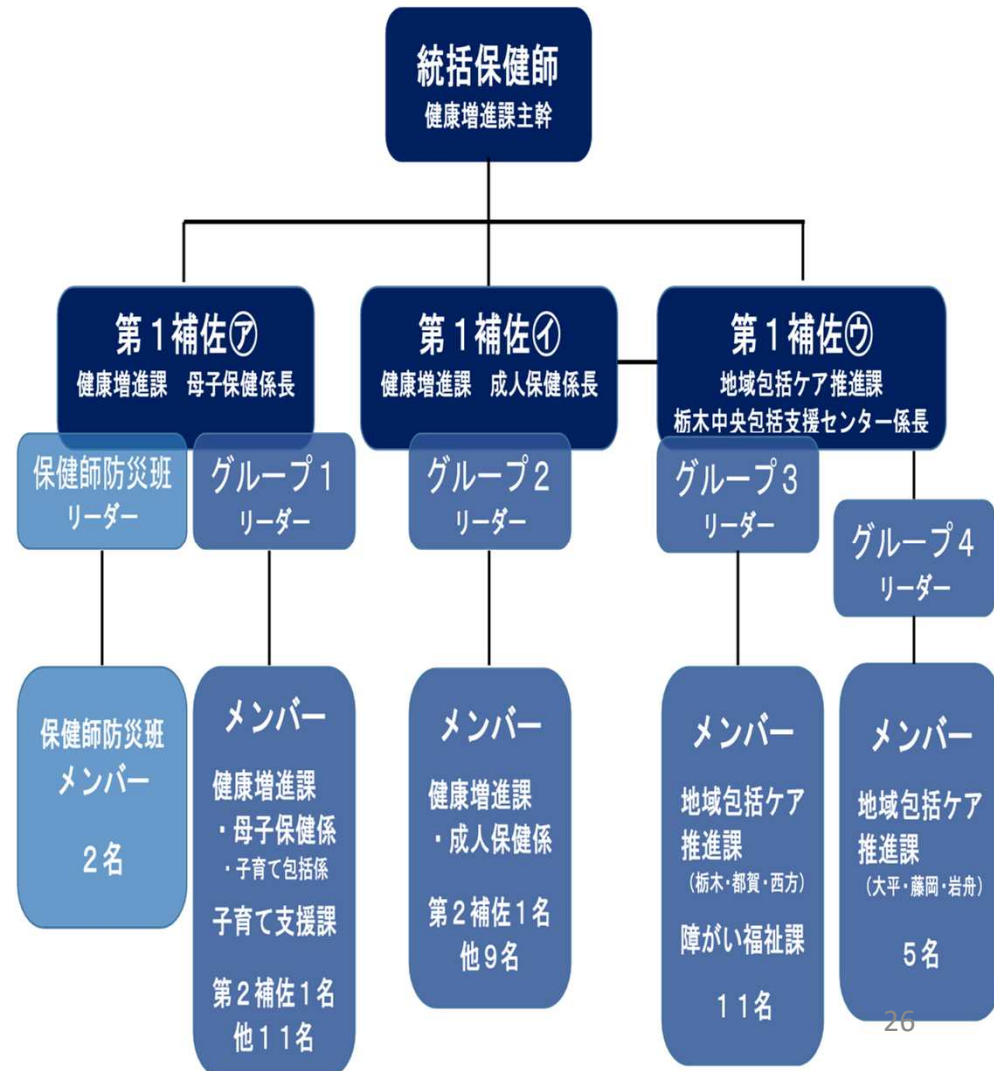 統括保健師
健康増進課主幹
第１補佐㋐
健康増進課　母子保健係長
第１補佐㋑
健康増進課　成人保健係長
第１補佐㋒
地域包括ケア推進課
栃木中央包括支援センター係長
保健師防災班
リーダー
グループ１
リーダー
グループ２
リーダー
グループ３
リーダー
グループ４
リーダー
保健師防災班
メンバー
２名
メンバー
健康増進課
・母子保健係
・子育て包括係
子育て支援課
第２補佐１名
他１１名
メンバー
健康増進課
・成人保健係
第２補佐１名
他９名
メンバー
地域包括ケア
推進課
（栃木・都賀・西方）
障がい福祉課
１１名
メンバー
地域包括ケア
推進課
（大平・藤岡・岩舟）
５名
26